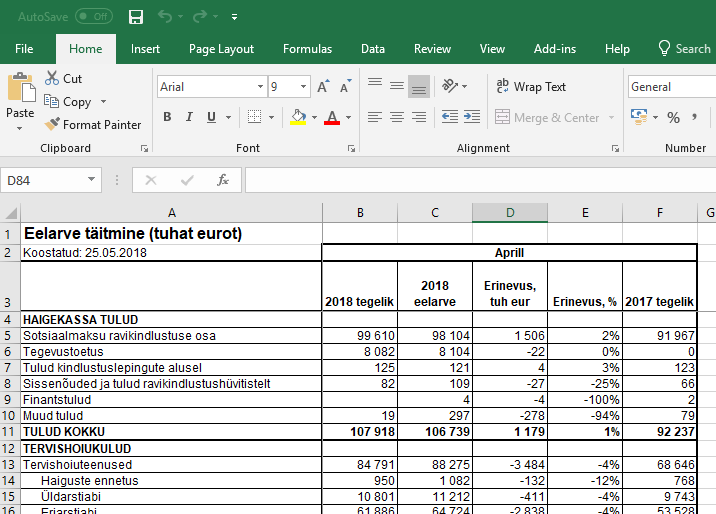 AutoSave Off
File Home Insert Page Layout Formulas Data Review View Add-ins Help Search
Paste Cut Copy Format Painter Clipboard
Arial 9 A A B I U A Font
ab Wrap Text Merge & Center Alignment
General % , Number
D84 fx
A B C D E F G
1 Eelarve täitmine (tuhat eurot)
2 Koostatud: 25.05.2018 Aprill
3 2018 tegelik 2018 eelarve Erinevus, tuh eur Erinevus, % 2017 tegelik
4 HAIGEKASSA TULUD
5 Sotsiaalmaksu ravikindlustuse osa 99 610 98 104 1 506 2% 91 967
6 Tegevustoetus 8 082 8 104 -22 0% 0
7 Tulud kindlustuslepingute alusel 125 121 4 3% 123
8 Sissenõuded ja tulud ravikindlustushüvitistelt 82 109 -27 -25% 66
9 Finantstulud 4 -4 -100% 2
10 Muud tulud 19 297 -278 -94% 79
11 TULUD KOKKU 107 918 106 739 1 179 1% 92 237
12 TERVISHOIUKULUD
13 Tervishoiuteenused 84 791 88 275 -3 484 -4% 68 646
14 Haiguste ennetus 950 1 082 -132 -12% 768
15 Üldarstiabi 10 801 11 212 -411 -4% 9 743
16 Eriarstiabi 61 886 64 724 -2 838 -4% 53 528